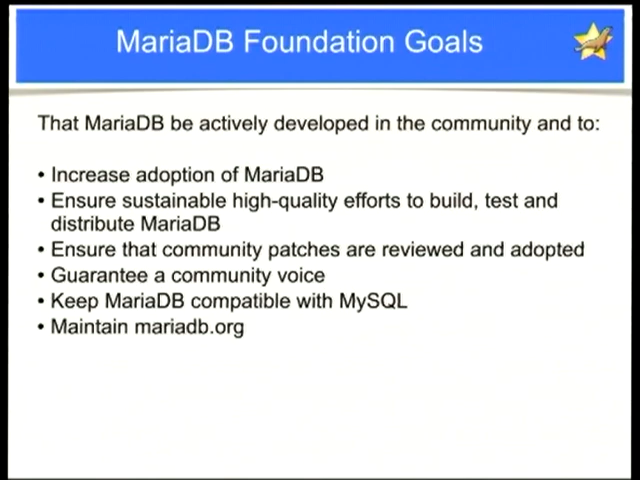 MariaDB Foundation Goals
That MariaDB be actively developed in the community and to:
• Increase adoption of MariaDB
• Ensure sustainable high-quality efforts to build, test and
distribute MariaDB
• Ensure that community patches are reviewed and adopted
• Guarantee a community voice
• Keep MariaDB compatible with MySQL
• Maintain mariadb.org